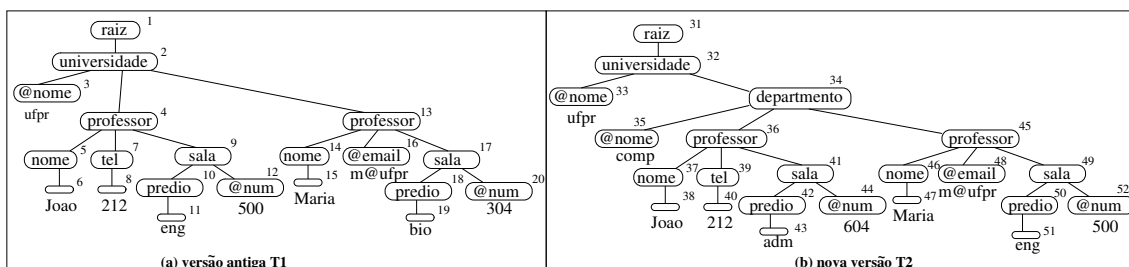 raiz 1
universidade 2
@nome 3
ufpr
professor 4
professor 13
nome 5
tel 7
sala 9
nome 14
@email 16
sala 17
6
Joao
8
212
predio 10
@num 12
500
15
Maria
m@ufpr
predio 18
@num 20
304
11
eng
19
bio
(a) versão antiga T1
raiz 31
universidade 32
@nome 33
ufpr
departmento 34
@nome 35
comp
professor 36
professor 45
nome 37
tel 39
sala 41
nome 46
@email 48
sala 49
38
Joao
40
212
predio 42
@num 44
604
47
Maria
m@ufpr
predio 50
@num 52
500
43
adm
51
eng
(b) nova versão T2